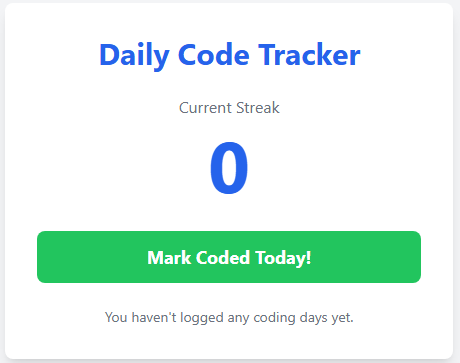 Daily Code Tracker
Current Streak
0
Mark Coded Today!
You haven't logged any coding days yet.